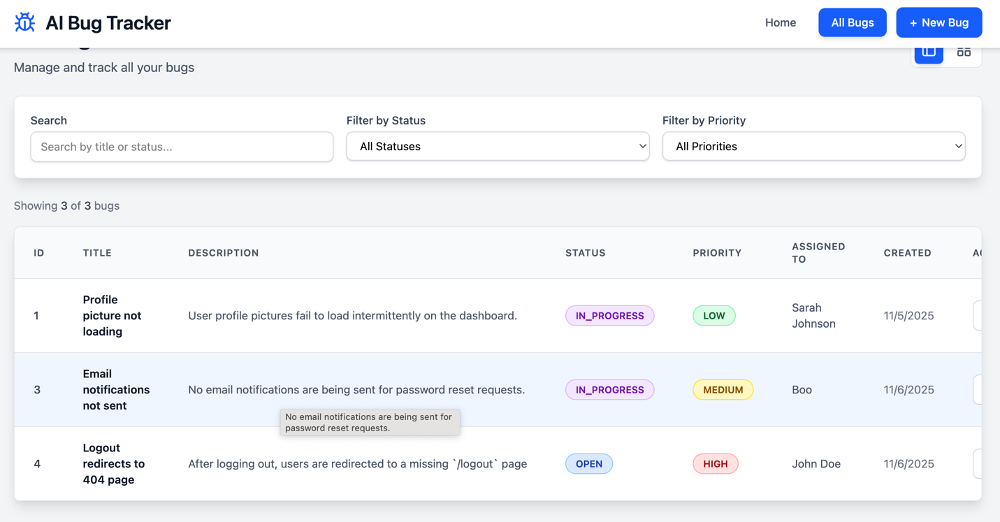 AI Bug Tracker
Home
All Bugs
+ New Bug
Manage and track all your bugs
Search
Filter by Status
Filter by Priority
Search by title or status...
All Statuses
All Priorities
Showing 3 of 3 bugs
ID
TITLE
DESCRIPTION
STATUS
PRIORITY
ASSIGNED
TO
CREATED
1
Profile
picture not
loading
User profile pictures fail to load intermittently on the dashboard.
IN_PROGRESS
LOW
Sarah
Johnson
11/5/2025
3
Email
notifications
not sent
No email notifications are being sent for password reset requests.
IN_PROGRESS
MEDIUM
Boo
11/6/2025
No email notifications are being sent for
password reset requests.
4
Logout
redirects to
404 page
After logging out, users are redirected to a missing `/logout` page
OPEN
HIGH
John Doe
11/6/2025